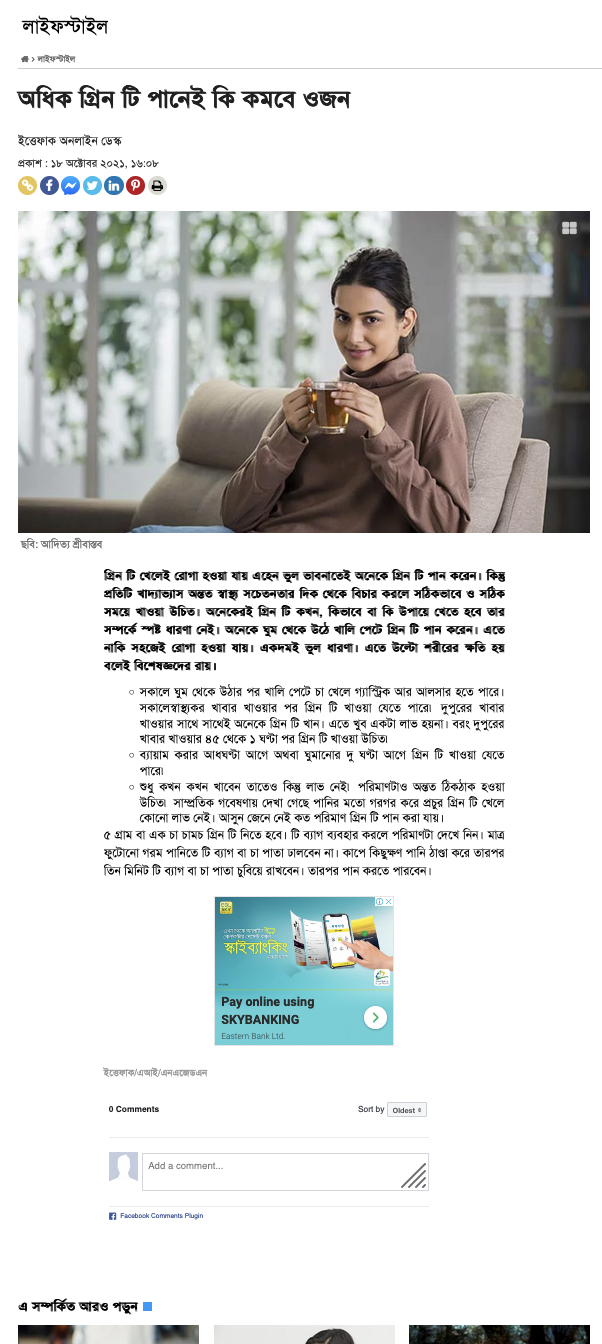 লাইফস্টাইল
› লাইফস্টাইল
অধিক গ্রিন টি পানেই কি কমবে ওজন
ইত্তেফাক অনলাইন ডেস্ক
প্রকাশ : ১৮ অক্টোবর ২০২১, ১৬:০৮
ছবি: আদিত্য শ্রীবাস্তব
গ্রিন টি খেলেই রোগা হওয়া যায় এহেন ভুল ভাবনাতেই অনেকে গ্রিন টি পান করেন। কিন্তু
প্রতিটি খাদ্যাভ্যাস অন্তত স্বাস্থ্য সচেতনতার দিক থেকে বিচার করলে সঠিকভাবে ও সঠিক
সময়ে খাওয়া উচিত। অনেকেরই গ্রিন টি কখন, কিভাবে বা কি উপায়ে খেতে হবে তার
সম্পর্কে স্পষ্ট ধারণা নেই। অনেকে ঘুম থেকে উঠে খালি পেটে গ্রিন টি পান করেন। এতে
নাকি সহজেই রোগা হওয়া যায়। একদমই ভুল ধারণা। এতে উল্টো শরীরের ক্ষতি হয়
বলেই বিশেষজ্ঞদের রায়।
সকালে ঘুম থেকে উঠার পর খালি পেটে চা খেলে গ্যাস্ট্রিক আর আলসার হতে পারে।
সকালেস্বাস্থ্যকর খাবার খাওয়ার পর গ্রিন টি খাওয়া যেতে পারে। দুপুরের খাবার
খাওয়ার সাথে সাথেই অনেকে গ্রিন টি খান। এতে খুব একটা লাভ হয়না। বরং দুপুরের
খাবার খাওয়ার ৪৫ থেকে ১ ঘণ্টা পর গ্রিন টি খাওয়া উচিত।
ব্যায়াম করার আধঘণ্টা আগে অথবা ঘুমানোর দু ঘণ্টা আগে গ্রিন টি খাওয়া যেতে
পারে।
শুধু কখন কখন খাবেন তাতেও কিন্তু লাভ নেই। পরিমাণটাও অন্তত ঠিকঠাক হওয়া
উচিত। সাম্প্রতিক গবেষণায় দেখা গেছে পানির মতো গরগর করে প্রচুর গ্রিন টি খেলে
কোনো লাভ নেই। আসুন জেনে নেই কত পরিমাণ গ্রিন টি পান করা যায়।
৫ গ্রাম বা এক চা চামচ গ্রিন টি নিতে হবে। টি ব্যাগ ব্যবহার করলে পরিমাণটা দেখে নিন। মাত্র
ফুটোনো গরম পানিতে টি ব্যাগ বা চা পাতা ঢালবেন না। কাপে কিছুক্ষণ পানি ঠাণ্ডা করে তারপর
তিন মিনিট টি ব্যাগ বা চা পাতা চুবিয়ে রাখবেন। তারপর পান করতে পারবেন।
স্কাইব্যাংকিং
Pay online using
SKYBANKING
Eastern Bank Ltd.
ইত্তেফাক/এআই/এনএজেডএন
0 Comments
Sort by Oldest
Add a comment...
Facebook Comments Plugin
এ সম্পর্কিত আরও পড়ুন